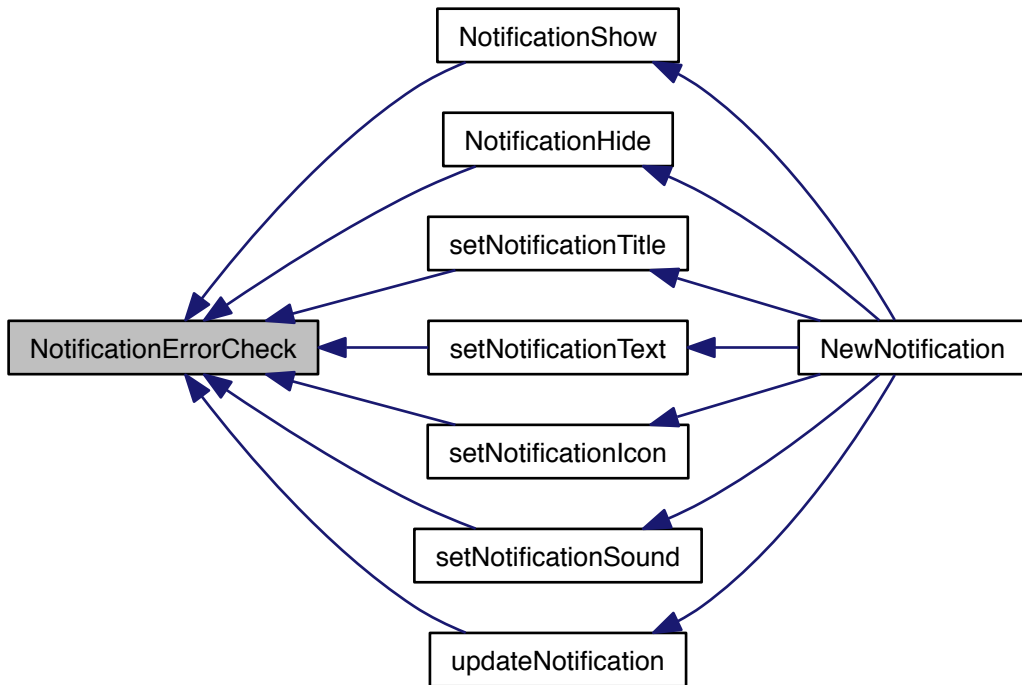 NotificationShow
NotificationHide
setNotificationTitle
NotificationErrorCheck
setNotificationText
NewNotification
setNotificationIcon
setNotificationSound
updateNotification